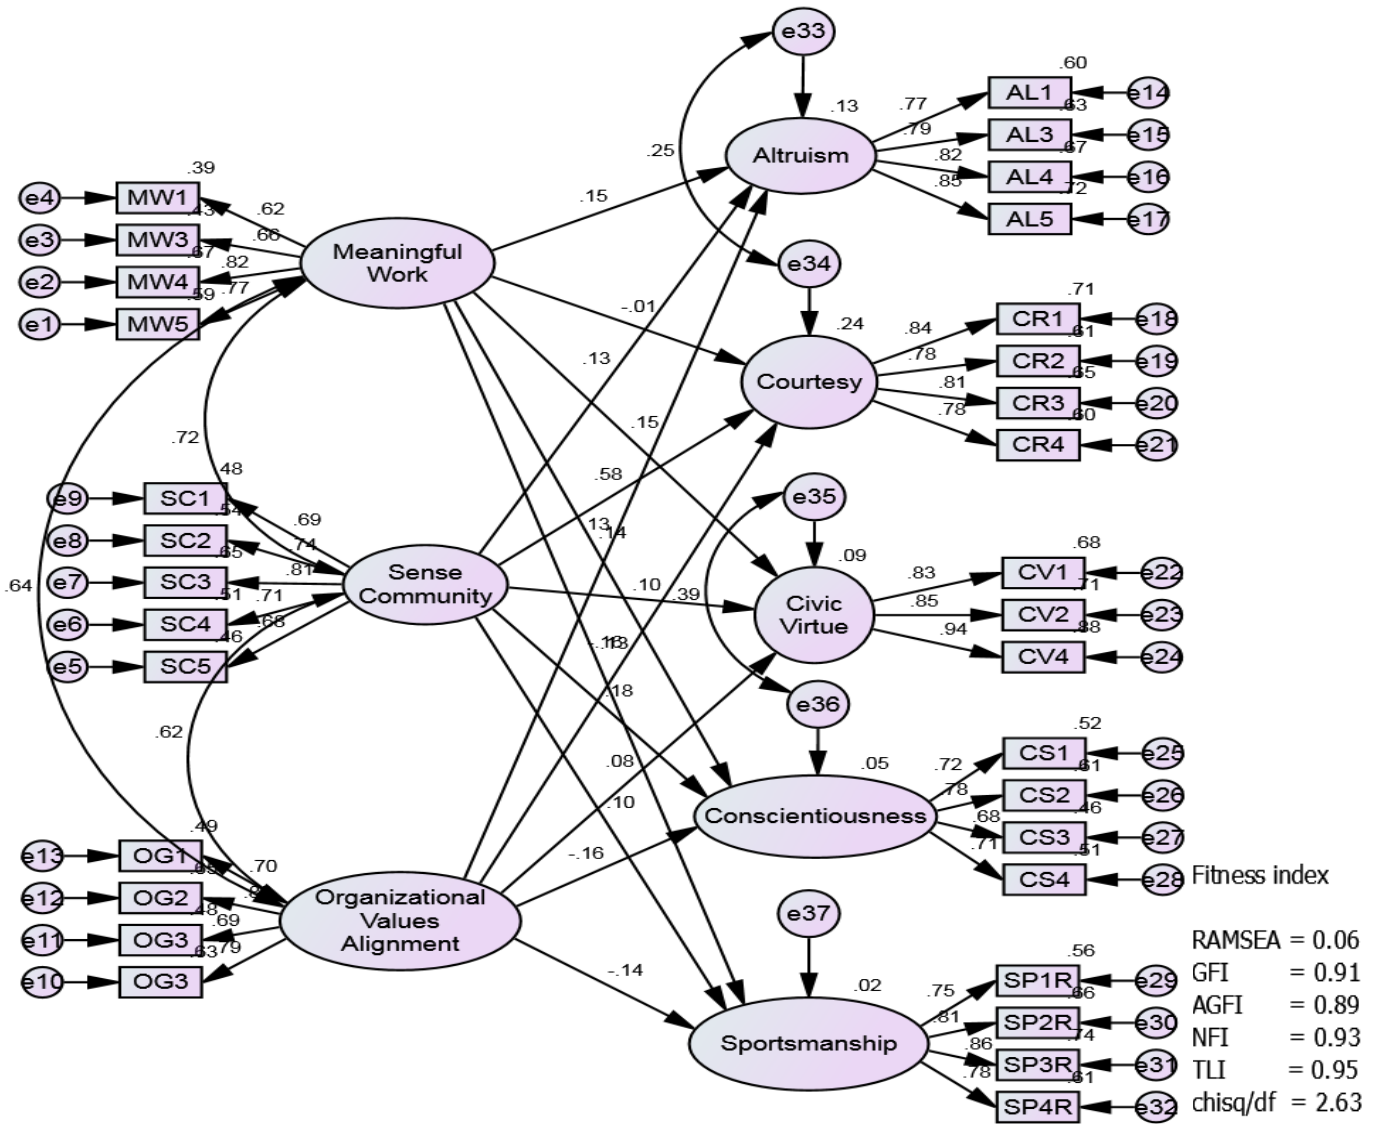 e33
.60
.77
AL1
e14
.13
.63
.79
AL3
e15
Altruism
.67
.82
AL4
e16
.25
.85
.72
AL5
e17
.39
e4
MW1
.62
.15
.43
e3
MW3
.66
Meaningful
Work
e34
.67
e2
MW4
.82
.59
.77
e1
MW5
-.01
.71
.24
.84
CR1
e18
.61
.78
CR2
e19
.13
Courtesy
.65
.81
CR3
e20
.60
.78
CR4
e21
.72
.15
.48
.58
e9
SC1
.69
e35
.54
.13
.14
e8
SC2
.74
.65
.09
.68
e7
SC3
.81
Sense
Community
.83
CV1
e22
.64
.51
.71
.10
.39
.71
e6
SC4
.68
Civic
Virtue
.85
CV2
e23
.46
.88
e5
SC5
.94
CV4
e24
.18
e36
.62
.08
.52
.05
.72
CS1
e25
.61
.10
.78
CS2
e26
Conscientiousness
.46
.68
CS3
e27
.49
-.16
.71
.51
e13
OG1
.70
CS4
e28
Fitness index
e12
OG2
Organizational
Values
Alignment
.48
e37
e11
OG3
.69
RAMSEA = 0.06
.63
.79
.56
e10
OG3
-.14
.02
.75
SP1R
e29
GFI = 0.91
.66
AGFI = 0.89
.81
SP2R
e30
Sportsmanship
.74
NFI = 0.93
.86
SP3R
e31
TLI = 0.95
.78
.61
SP4R
e32
chisq/df = 2.63